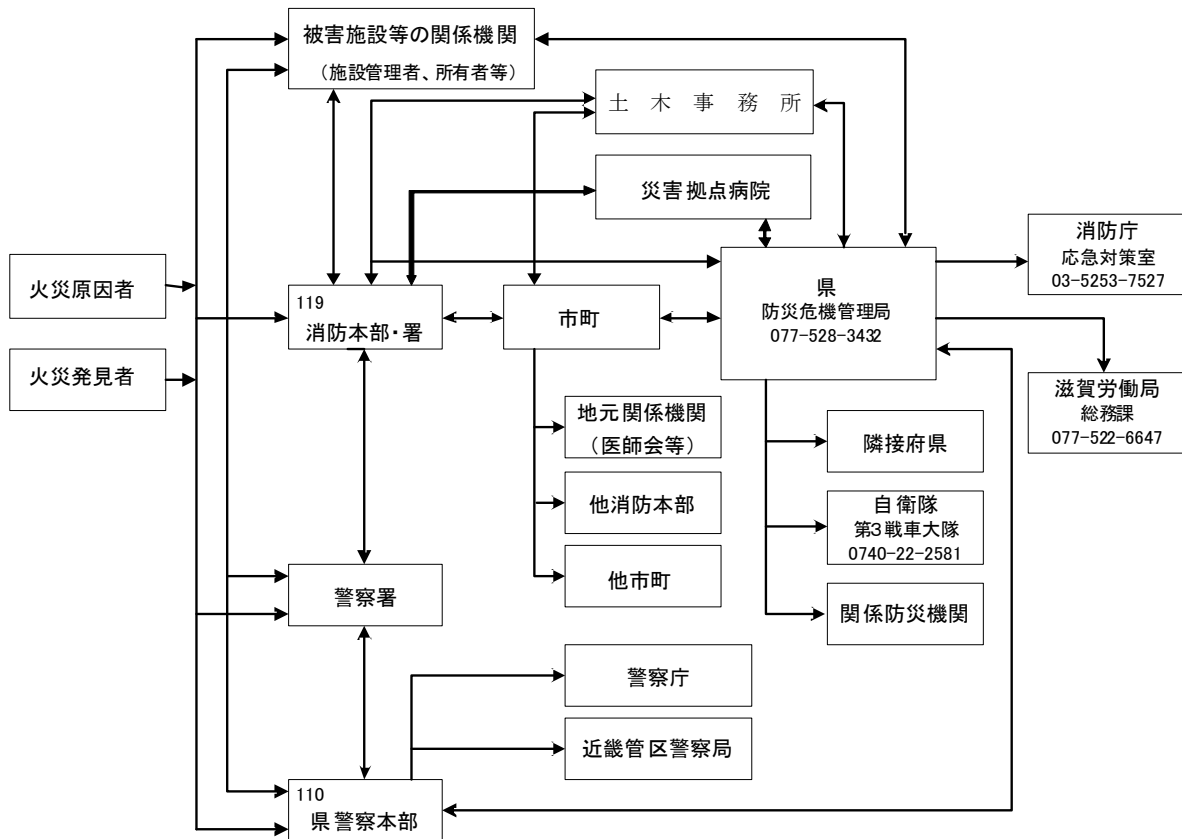 被害施設等の関係機関
（施設管理者、所有者等）
土木事務所
災害拠点病院
消防庁
応急対策室
03-5253-7527
火災原因者
119
消防本部・署
市町
県
防災危機管理局
077-528-3432
火災発見者
滋賀労働局
総務課
077-522-6647
地元関係機関
（医師会等）
隣接府県
他消防本部
自衛隊
第3戦車大隊
0740-22-2581
他市町
警察署
関係防災機関
警察庁
近畿管区警察局
110
県警察本部